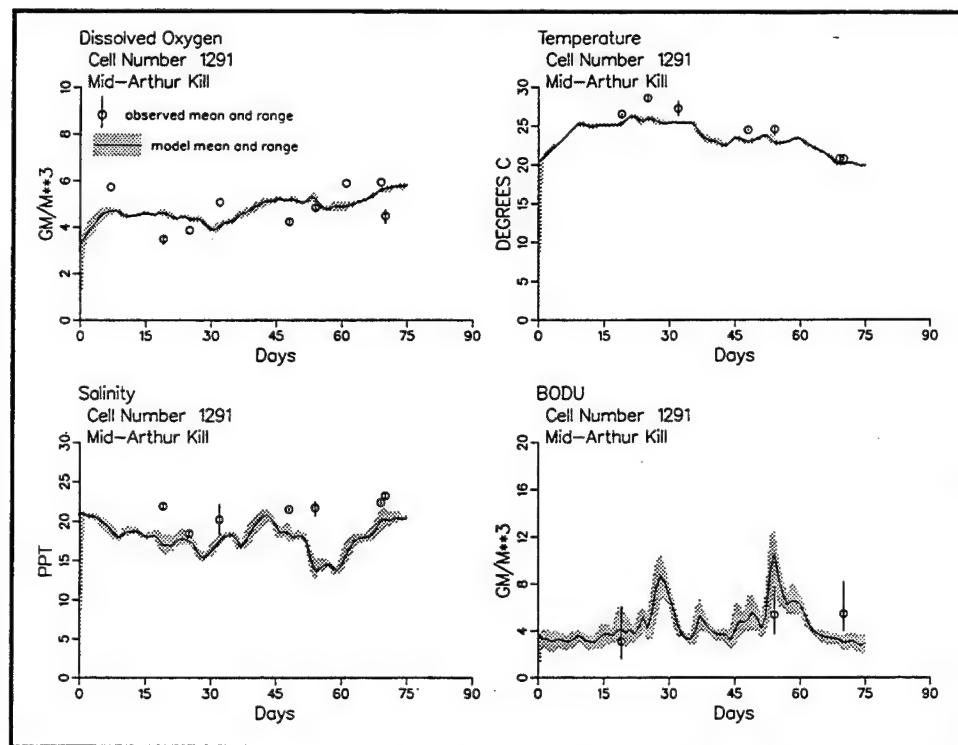 Dissolved Oxygen
Cell Number 1291
Mid-Arthur Kill
observed mean and range
model mean and range
GM/M**3
10
8
6
4
2
0
0 15 30 45 60 75 90
Days
Temperature
Cell Number 1291
Mid-Arthur Kill
DEGREES C
35
30
25
20
15
10
5
0
0 15 30 45 60 75 90
Days
Salinity
Cell Number 1291
Mid-Arthur Kill
PPT
30
25
20
15
10
5
0
0 15 30 45 60 75 90
Days
BODU
Cell Number 1291
Mid-Arthur Kill
GM/M**3
20
16
12
8
4
0
0 15 30 45 60 75 90
Days